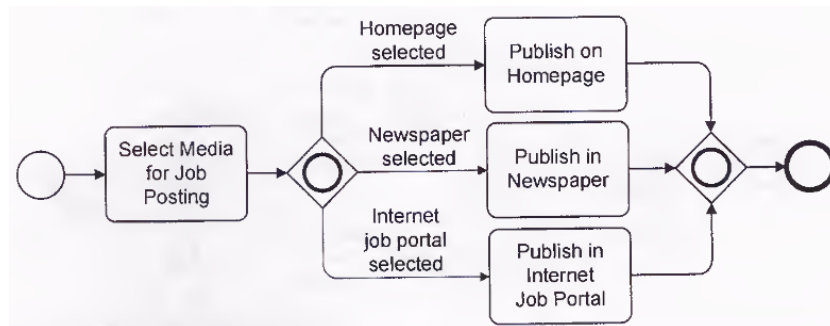 Homepage
selected
Publish on
Homepage
Select Media
for Job
Posting
Newspaper
selected
Publish in
Newspaper
Internet
job portal
selected
Publish in
Internet
Job Portal